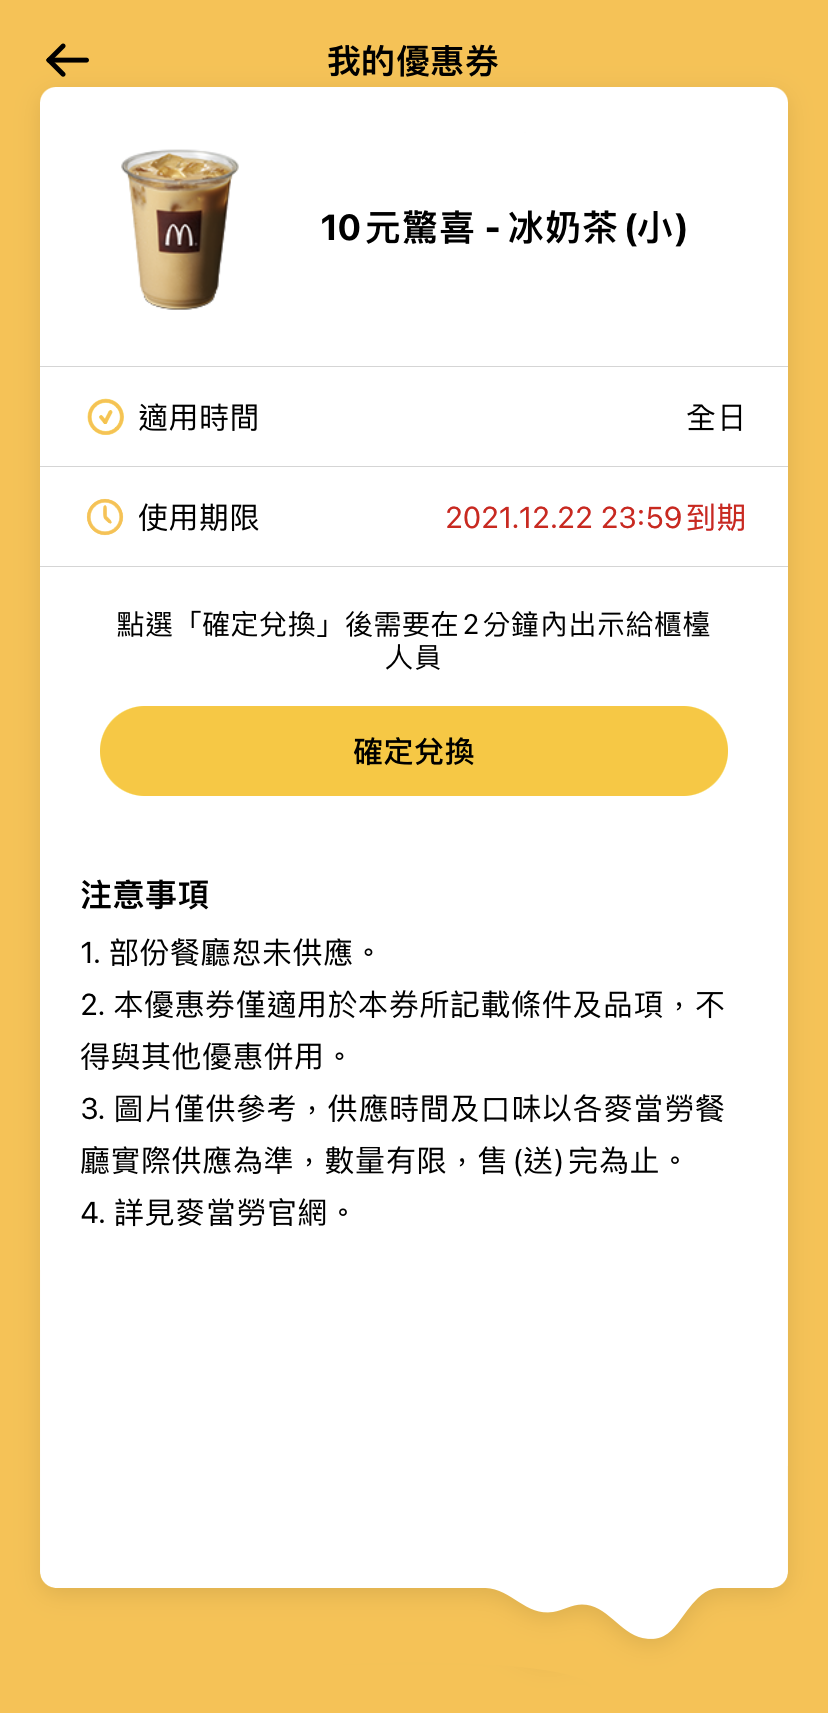 我的優惠券
10元驚喜 - 冰奶茶(小)
適用時間
全日
使用期限
2021.12.22 23:59到期
點選「確定兌換」後需要在2分鐘內出示給櫃檯
人員
確定兌換
注意事項
1. 部份餐廳恕未供應。
2. 本優惠券僅適用於本券所記載條件及品項，不
得與其他優惠併用。
3. 圖片僅供參考，供應時間及口味以各麥當勞餐
廳實際供應為準，數量有限，售(送)完為止。
4. 詳見麥當勞官網。